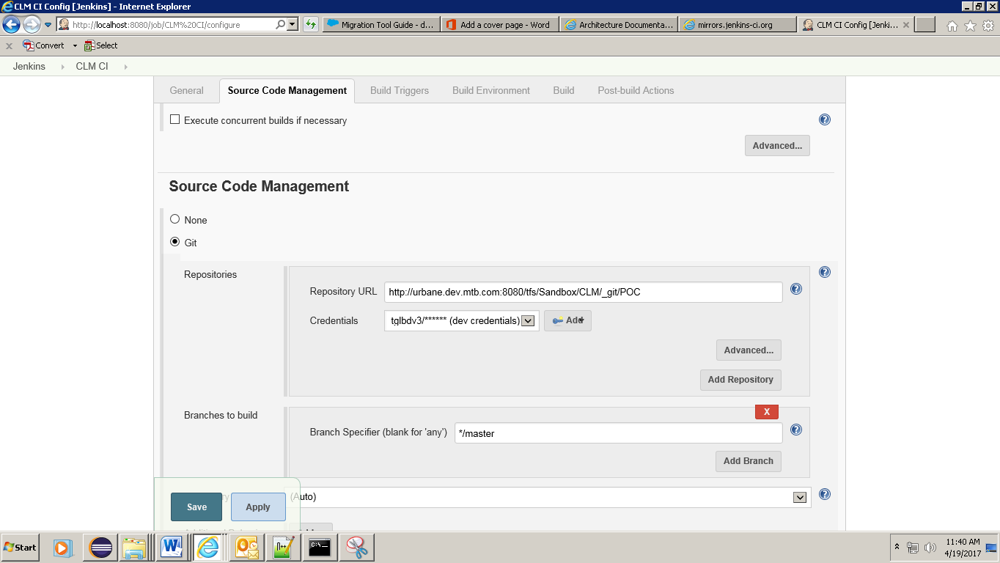 CLM CI Config [Jenkins] - Internet Explorer
http://localhost:8080/job/CLM%20CI/configure
Migration Tool Guide - d...
Add a cover page - Word
Architecture Documenta...
mirrors.jenkins-ci.org
CLM CI Config [Jenki...
x Convert Select
Jenkins CLM CI
General Source Code Management Build Triggers Build Environment Build Post-build Actions
Execute concurrent builds if necessary
Advanced...
Source Code Management
None
Git
Repositories
Repository URL http://urbane.dev.mtb.com:8080/tfs/Sandbox/CLM/_git/POC
Credentials tglbdv3/****** (dev credentials) Add
Advanced...
Add Repository
Branches to build
X
Branch Specifier (blank for 'any') */master
Add Branch
(Auto)
Save Apply
Start
11:40 AM
4/19/2017